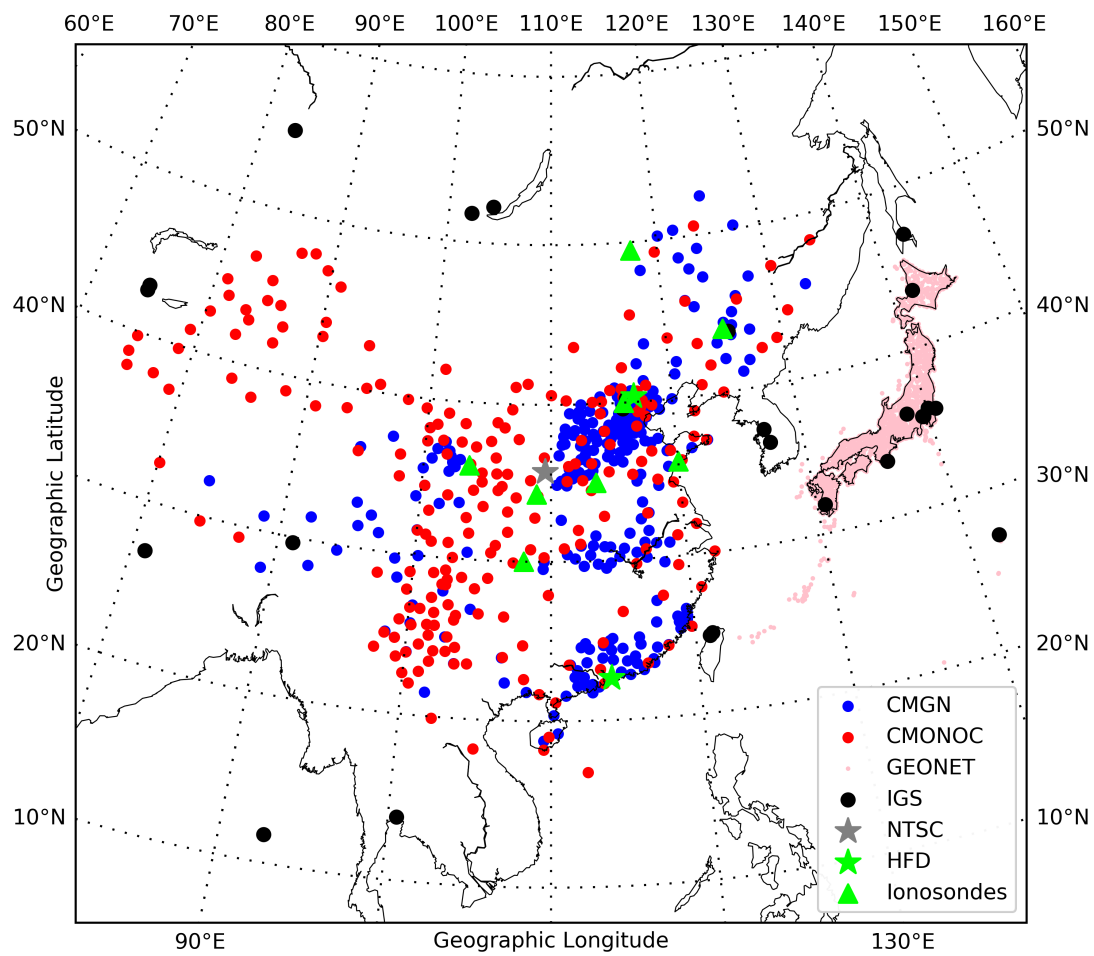 60°E 70°E 80°E 90°E 100°E 110°E 120°E 130°E 140°E 150°E 160°E
50°N 50°N
40°N 40°N
30°N 30°N
20°N 20°N
10°N 10°N
Geographic Latitude
CMGN
CMONOC
GEONET
IGS
NTSC
HFD
Ionosondes
90°E Geographic Longitude 130°E